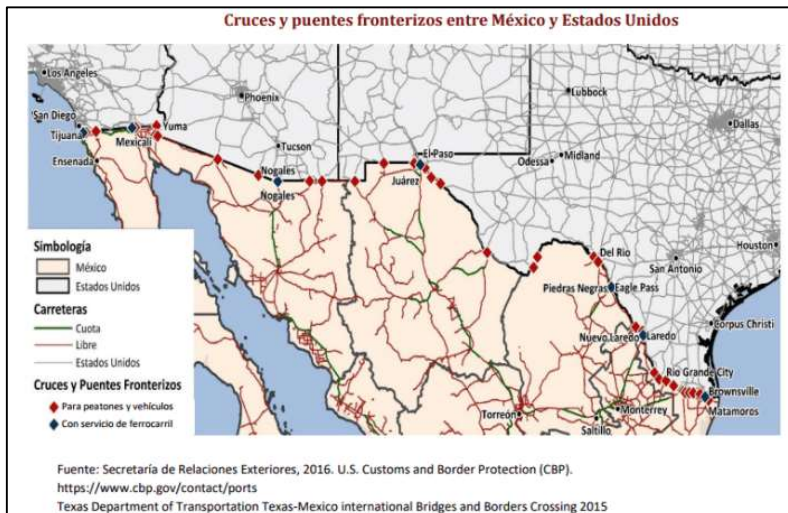 Cruces y puentes fronterizos entre México y Estados Unidos
Los Angeles
Phoenix
Lubbock
Dallas
San Diego
Yuma
Tijuana
Mexicali
Tucson
El Paso
Odessa
Midland
Ensenada
Nogales
Nogales
Juárez
Houston
Del Rio
San Antonio
Piedras Negras
Eagle Pass
Corpus Christi
Nuevo Laredo
Laredo
Rio Grande City
Brownsville
Matamoros
Torreón
Monterrey
Saltillo
Simbología
México
Estados Unidos
Carreteras
Cuota
Libre
Estados Unidos
Cruces y Puentes Fronterizos
Para peatones y vehículos
Con servicio de ferrocarril
Fuente: Secretaría de Relaciones Exteriores, 2016. U.S. Customs and Border Protection (CBP).
https://www.cbp.gov/contact/ports
Texas Department of Transportation Texas-Mexico international Bridges and Borders Crossing 2015